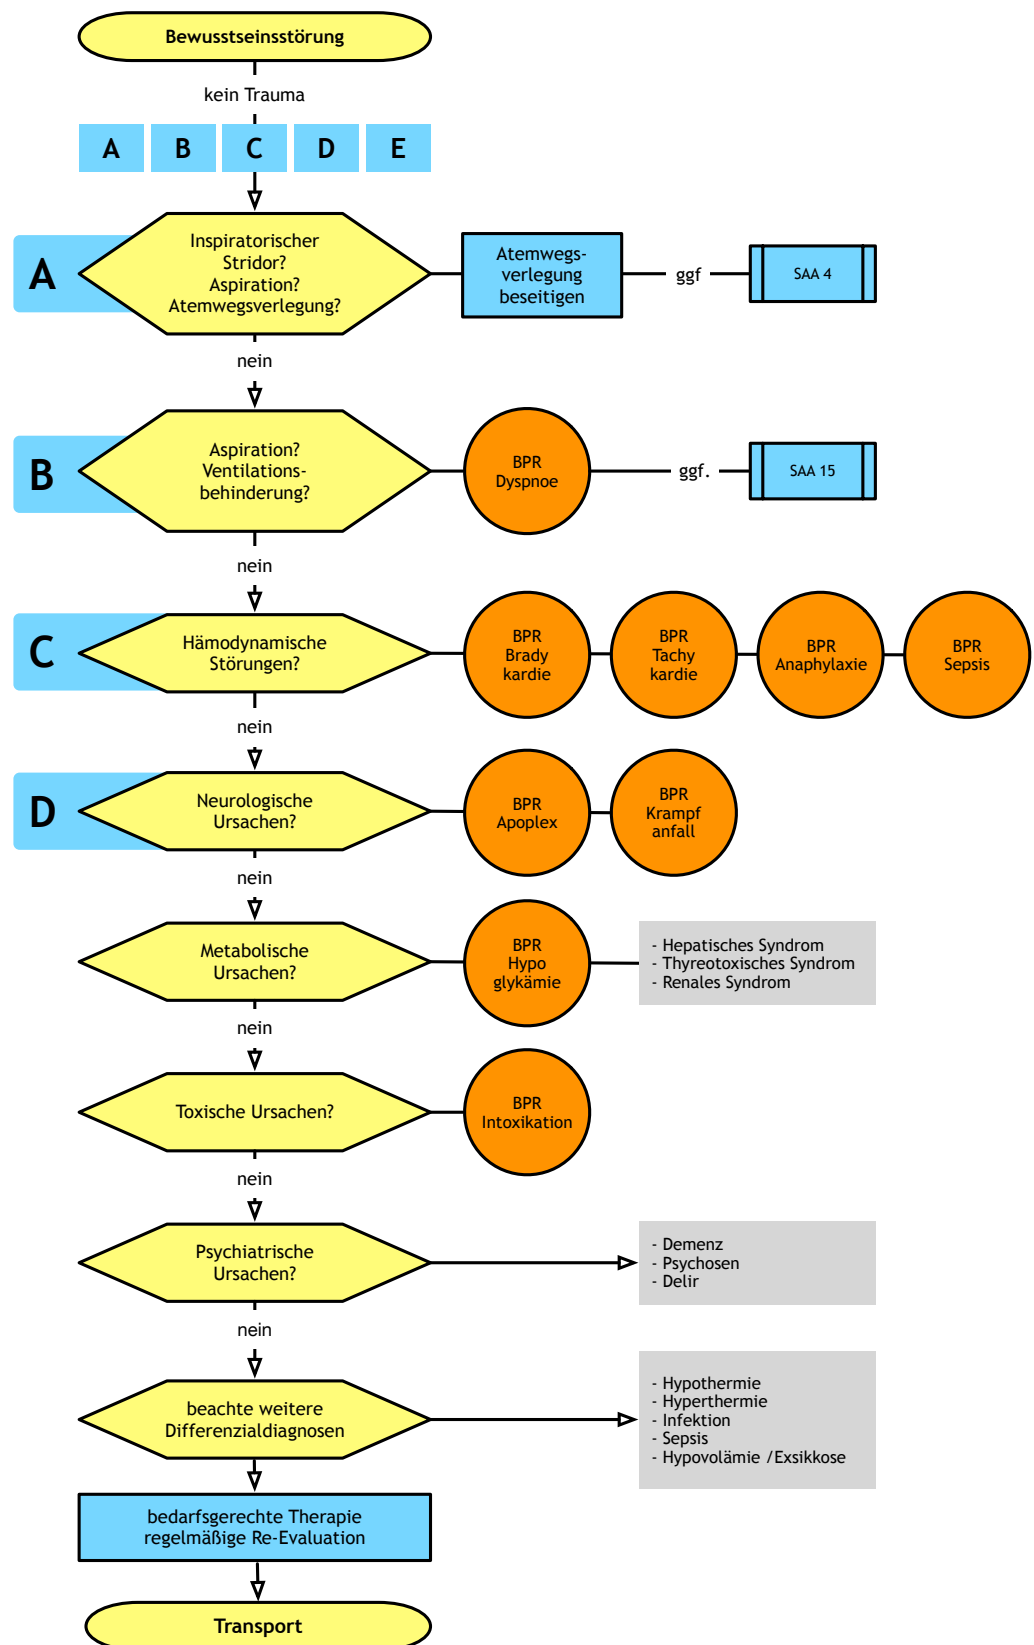 Bewusstseinsstörung
kein Trauma
A B C D E
A
Inspiratorischer
Stridor?
Aspiration?
Atemwegsverlegung?
Atemwegs-
verlegung
beseitigen
ggf
SAA 4
nein
B
Aspiration?
Ventilations-
behinderung?
BPR
Dyspnoe
ggf.
SAA 15
nein
C
Hämodynamische
Störungen?
BPR
Brady
kardie
BPR
Tachy
kardie
BPR
Anaphylaxie
BPR
Sepsis
nein
D
Neurologische
Ursachen?
BPR
Apoplex
BPR
Krampf
anfall
nein
Metabolische
Ursachen?
BPR
Hypo
glykämie
- Hepatisches Syndrom
- Thyreotoxisches Syndrom
- Renales Syndrom
nein
Toxische Ursachen?
BPR
Intoxikation
nein
Psychiatrische
Ursachen?
- Demenz
- Psychosen
- Delir
nein
beachte weitere
Differenzialdiagnosen
- Hypothermie
- Hyperthermie
- Infektion
- Sepsis
- Hypovolämie /Exsikkose
bedarfsgerechte Therapie
regelmäßige Re-Evaluation
Transport